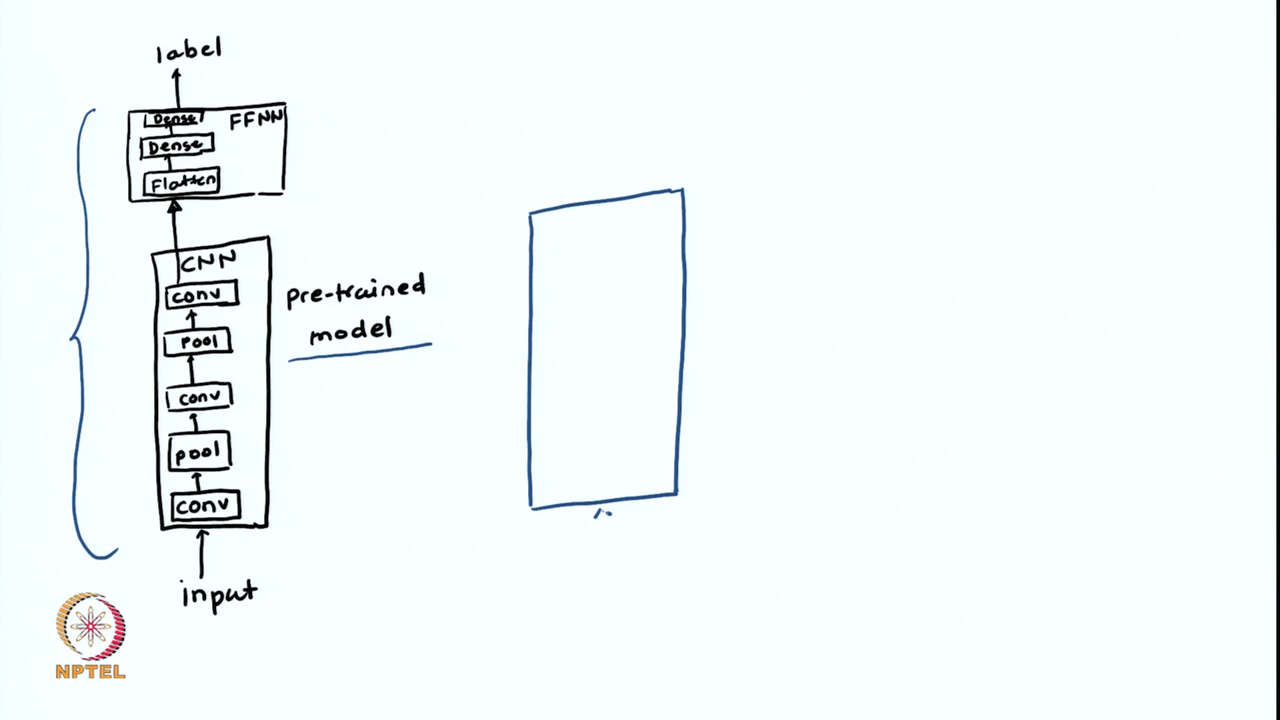 label
Dense
FFNN
Dense
Flatten
CNN
conv
pre-trained
model
pool
conv
pool
conv
input
NPTEL